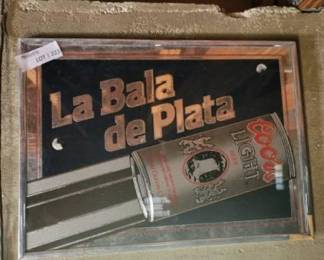 La Bala
de Plata
Coors
LIGHT